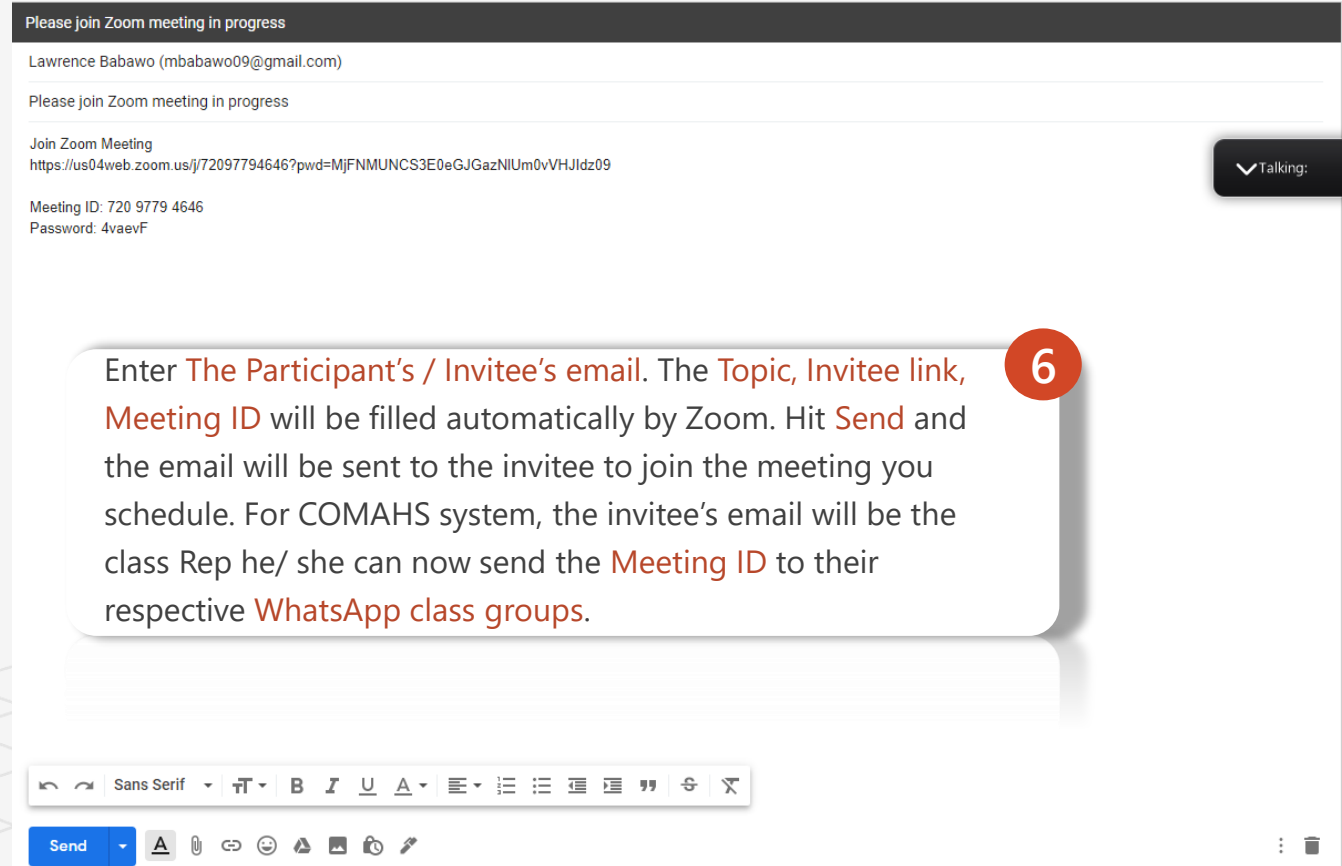 Please join Zoom meeting in progress
Lawrence Babawo (mbabawo09@gmail.com)
Please join Zoom meeting in progress
Join Zoom Meeting
https://us04web.zoom.us/j/72097794646?pwd=MjFNMUNCS3E0eGJGazNlUm0vVHJIdz09
Talking:
Meeting ID: 720 9779 4646
Password: 4vaevF
6
Enter The Participant’s / Invitee’s email. The Topic, Invitee link,
Meeting ID will be filled automatically by Zoom. Hit Send and
the email will be sent to the invitee to join the meeting you
schedule. For COMAHS system, the invitee’s email will be the
class Rep he/ she can now send the Meeting ID to their
respective WhatsApp class groups.
Sans Serif
Send